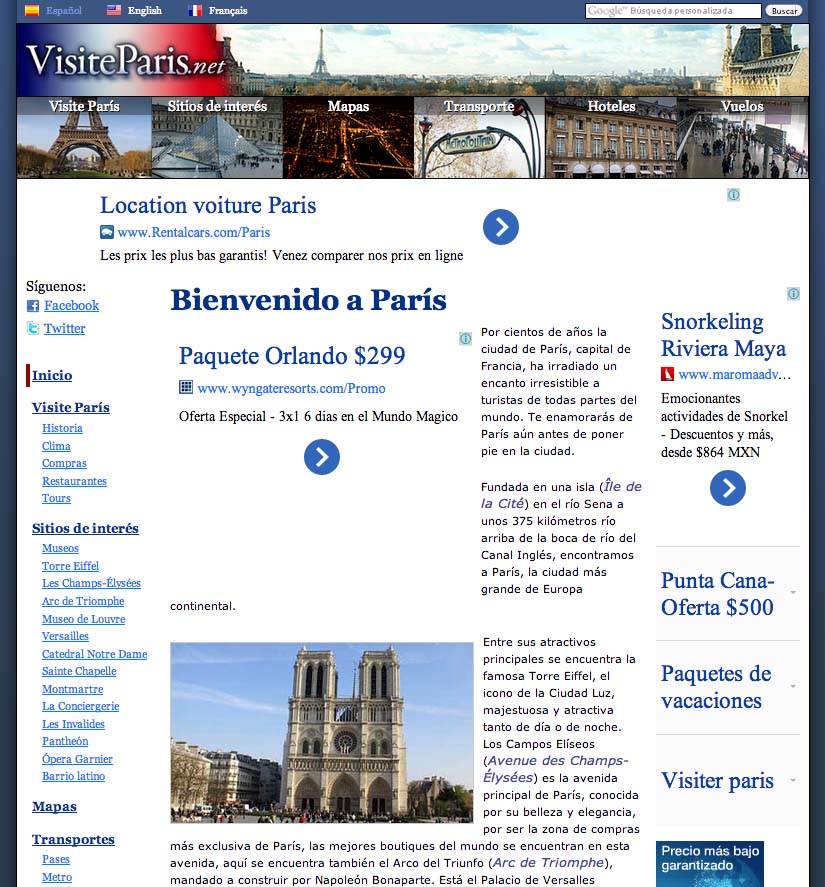 Español English Français
Google™ Búsqueda personalizada Buscar
VisiteParis.net
Visite París Sitios de interés Mapas Transporte Hoteles Vuelos
METROPOLITAIN
Location voiture Paris
www.Rentalcars.com/Paris
Les prix les plus bas garantis! Venez comparer nos prix en ligne
Síguenos:
Facebook
Twitter
Inicio
Visite París
Historia
Clima
Compras
Restaurantes
Tours
Sitios de interés
Museos
Torre Eiffel
Les Champs-Élysées
Arc de Triomphe
Museo de Louvre
Versailles
Catedral Notre Dame
Sainte Chapelle
Montmartre
La Conciergerie
Les Invalides
Pantheón
Ópera Garnier
Barrio latino
Mapas
Transportes
Pases
Metro
Bienvenido a París
Paquete Orlando $299
www.wyngateresorts.com/Promo
Oferta Especial - 3x1 6 dias en el Mundo Magico
Por cientos de años la
ciudad de París, capital de
Francia, ha irradiado un
encanto irresistible a
turistas de todas partes del
mundo. Te enamorarás de
París aún antes de poner
pie en la ciudad.
Fundada en una isla (Île de
la Cité) en el río Sena a
unos 375 kilómetros río
arriba de la boca de río del
Canal Inglés, encontramos
a París, la ciudad más
grande de Europa
continental.
Entre sus atractivos
principales se encuentra la
famosa Torre Eiffel, el
icono de la Ciudad Luz,
majestuosa y atractiva
tanto de día o de noche.
Los Campos Elíseos
(Avenue des Champs-
Élysées) es la avenida
principal de París, conocida
por su belleza y elegancia,
por ser la zona de compras
más exclusiva de París, las mejores boutiques del mundo se encuentran en esta
avenida, aquí se encuentra también el Arco del Triunfo (Arc de Triomphe),
mandado a construir por Napoleón Bonaparte. Está el Palacio de Verselles
Snorkeling
Riviera Maya
www.maromaadv...
Emocionantes
actividades de Snorkel
- Descuentos y más,
desde $864 MXN
Punta Cana-
Oferta $500
Paquetes de
vacaciones
Visiter paris
Precio más bajo
garantizado